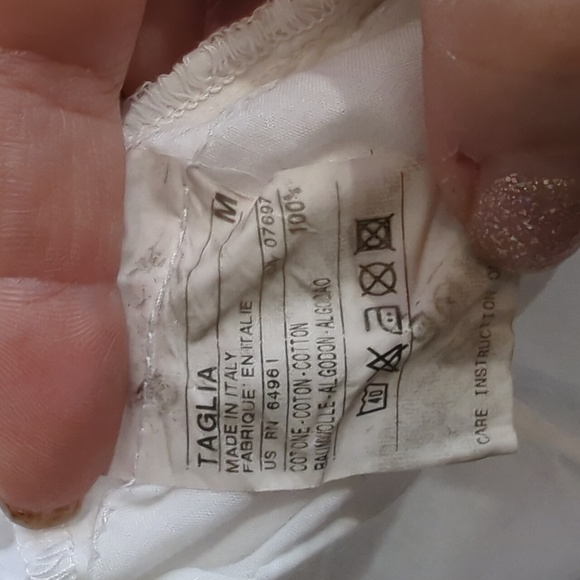 TAGLIA M
MADE IN ITALY
FABRIQUE' EN ITALIE
US RN 64961 07697
COTONE-COTON-COTTON 100%
BAUMWOLLE-ALGODON-ALGODAO
40
CARE INSTRUCTION